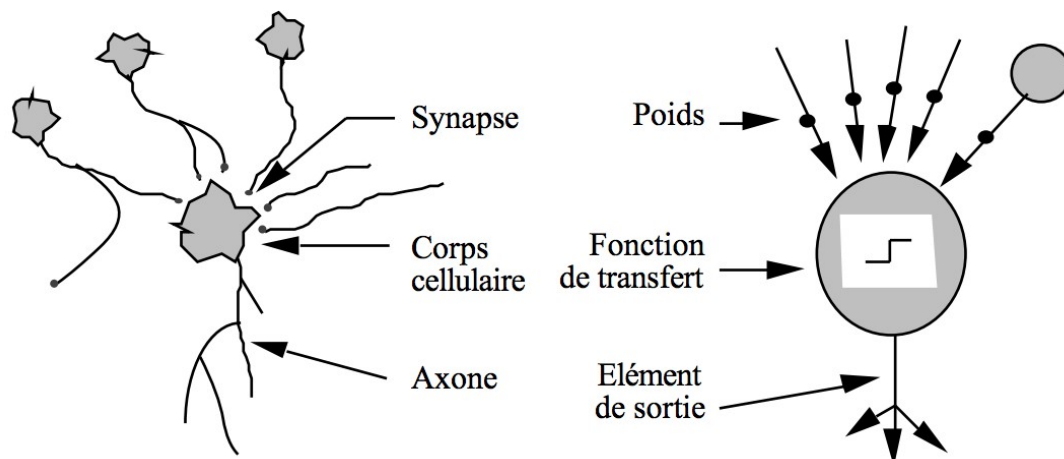 Synapse
Corps
cellulaire
Axone
Poids
Fonction
de transfert
Elément
de sortie